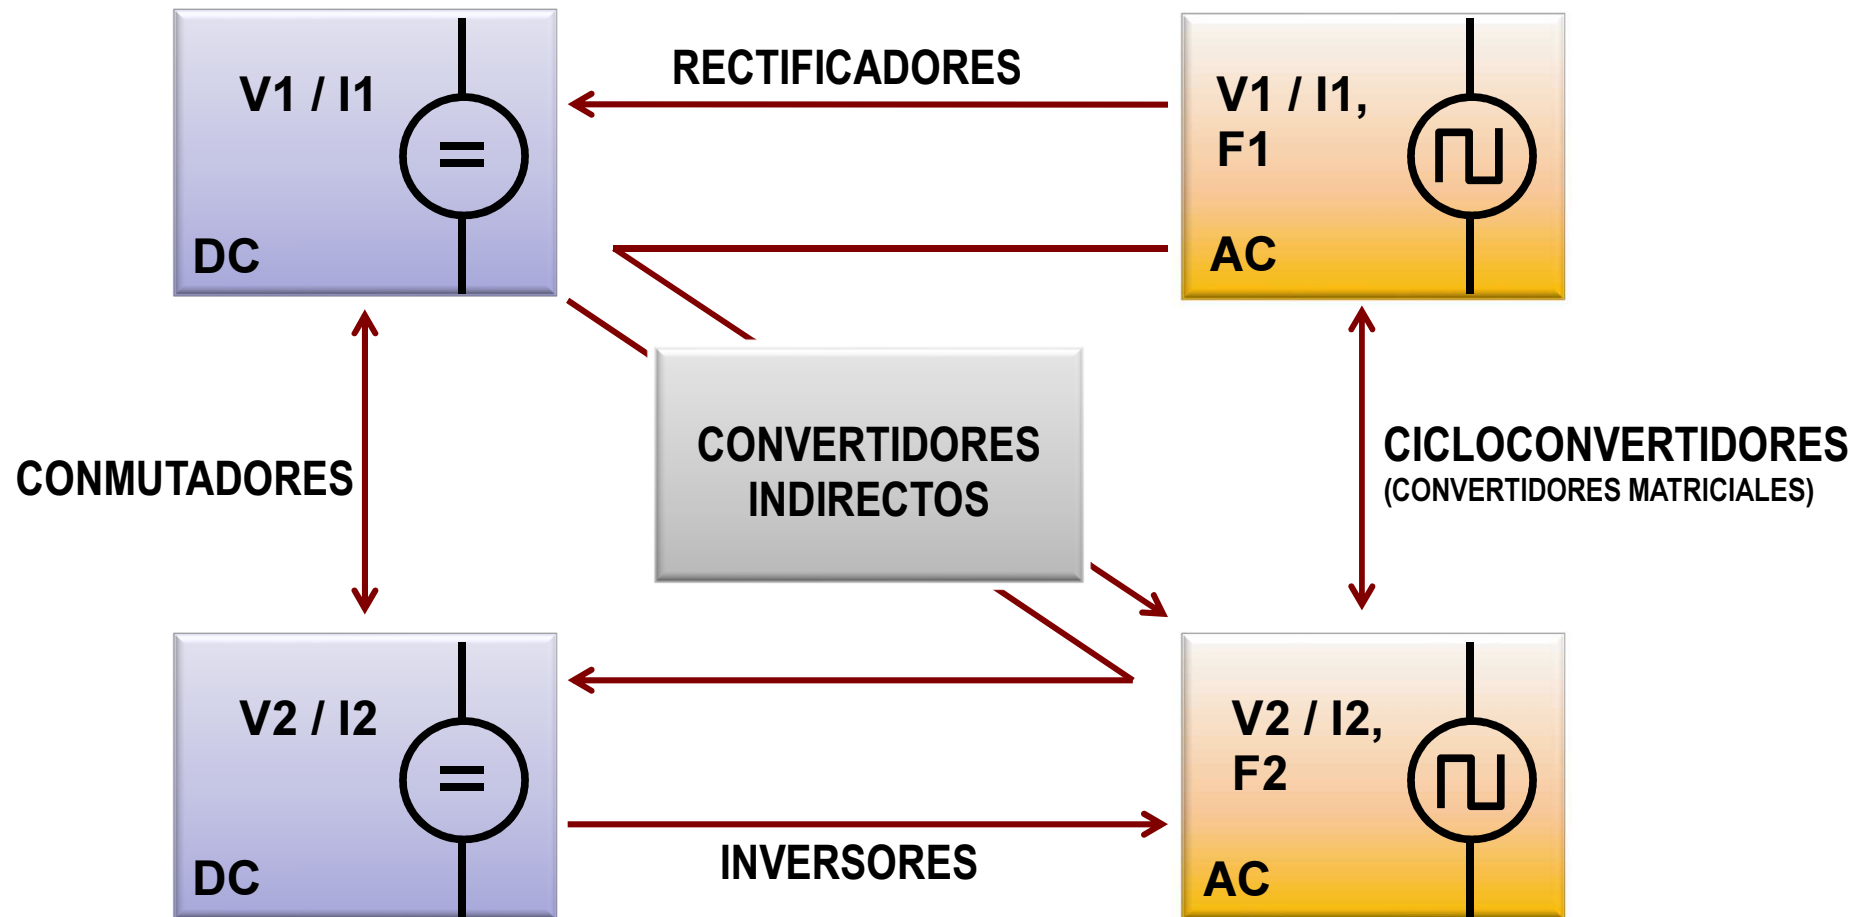 RECTIFICADORES
V1 / I1
DC
V1 / I1,
F1
AC
CONMUTADORES
CONVERTIDORES
INDIRECTOS
CICLOCONVERTIDORES
(CONVERTIDORES MATRICIALES)
V2 / I2
DC
V2 / I2,
F2
AC
INVERSORES